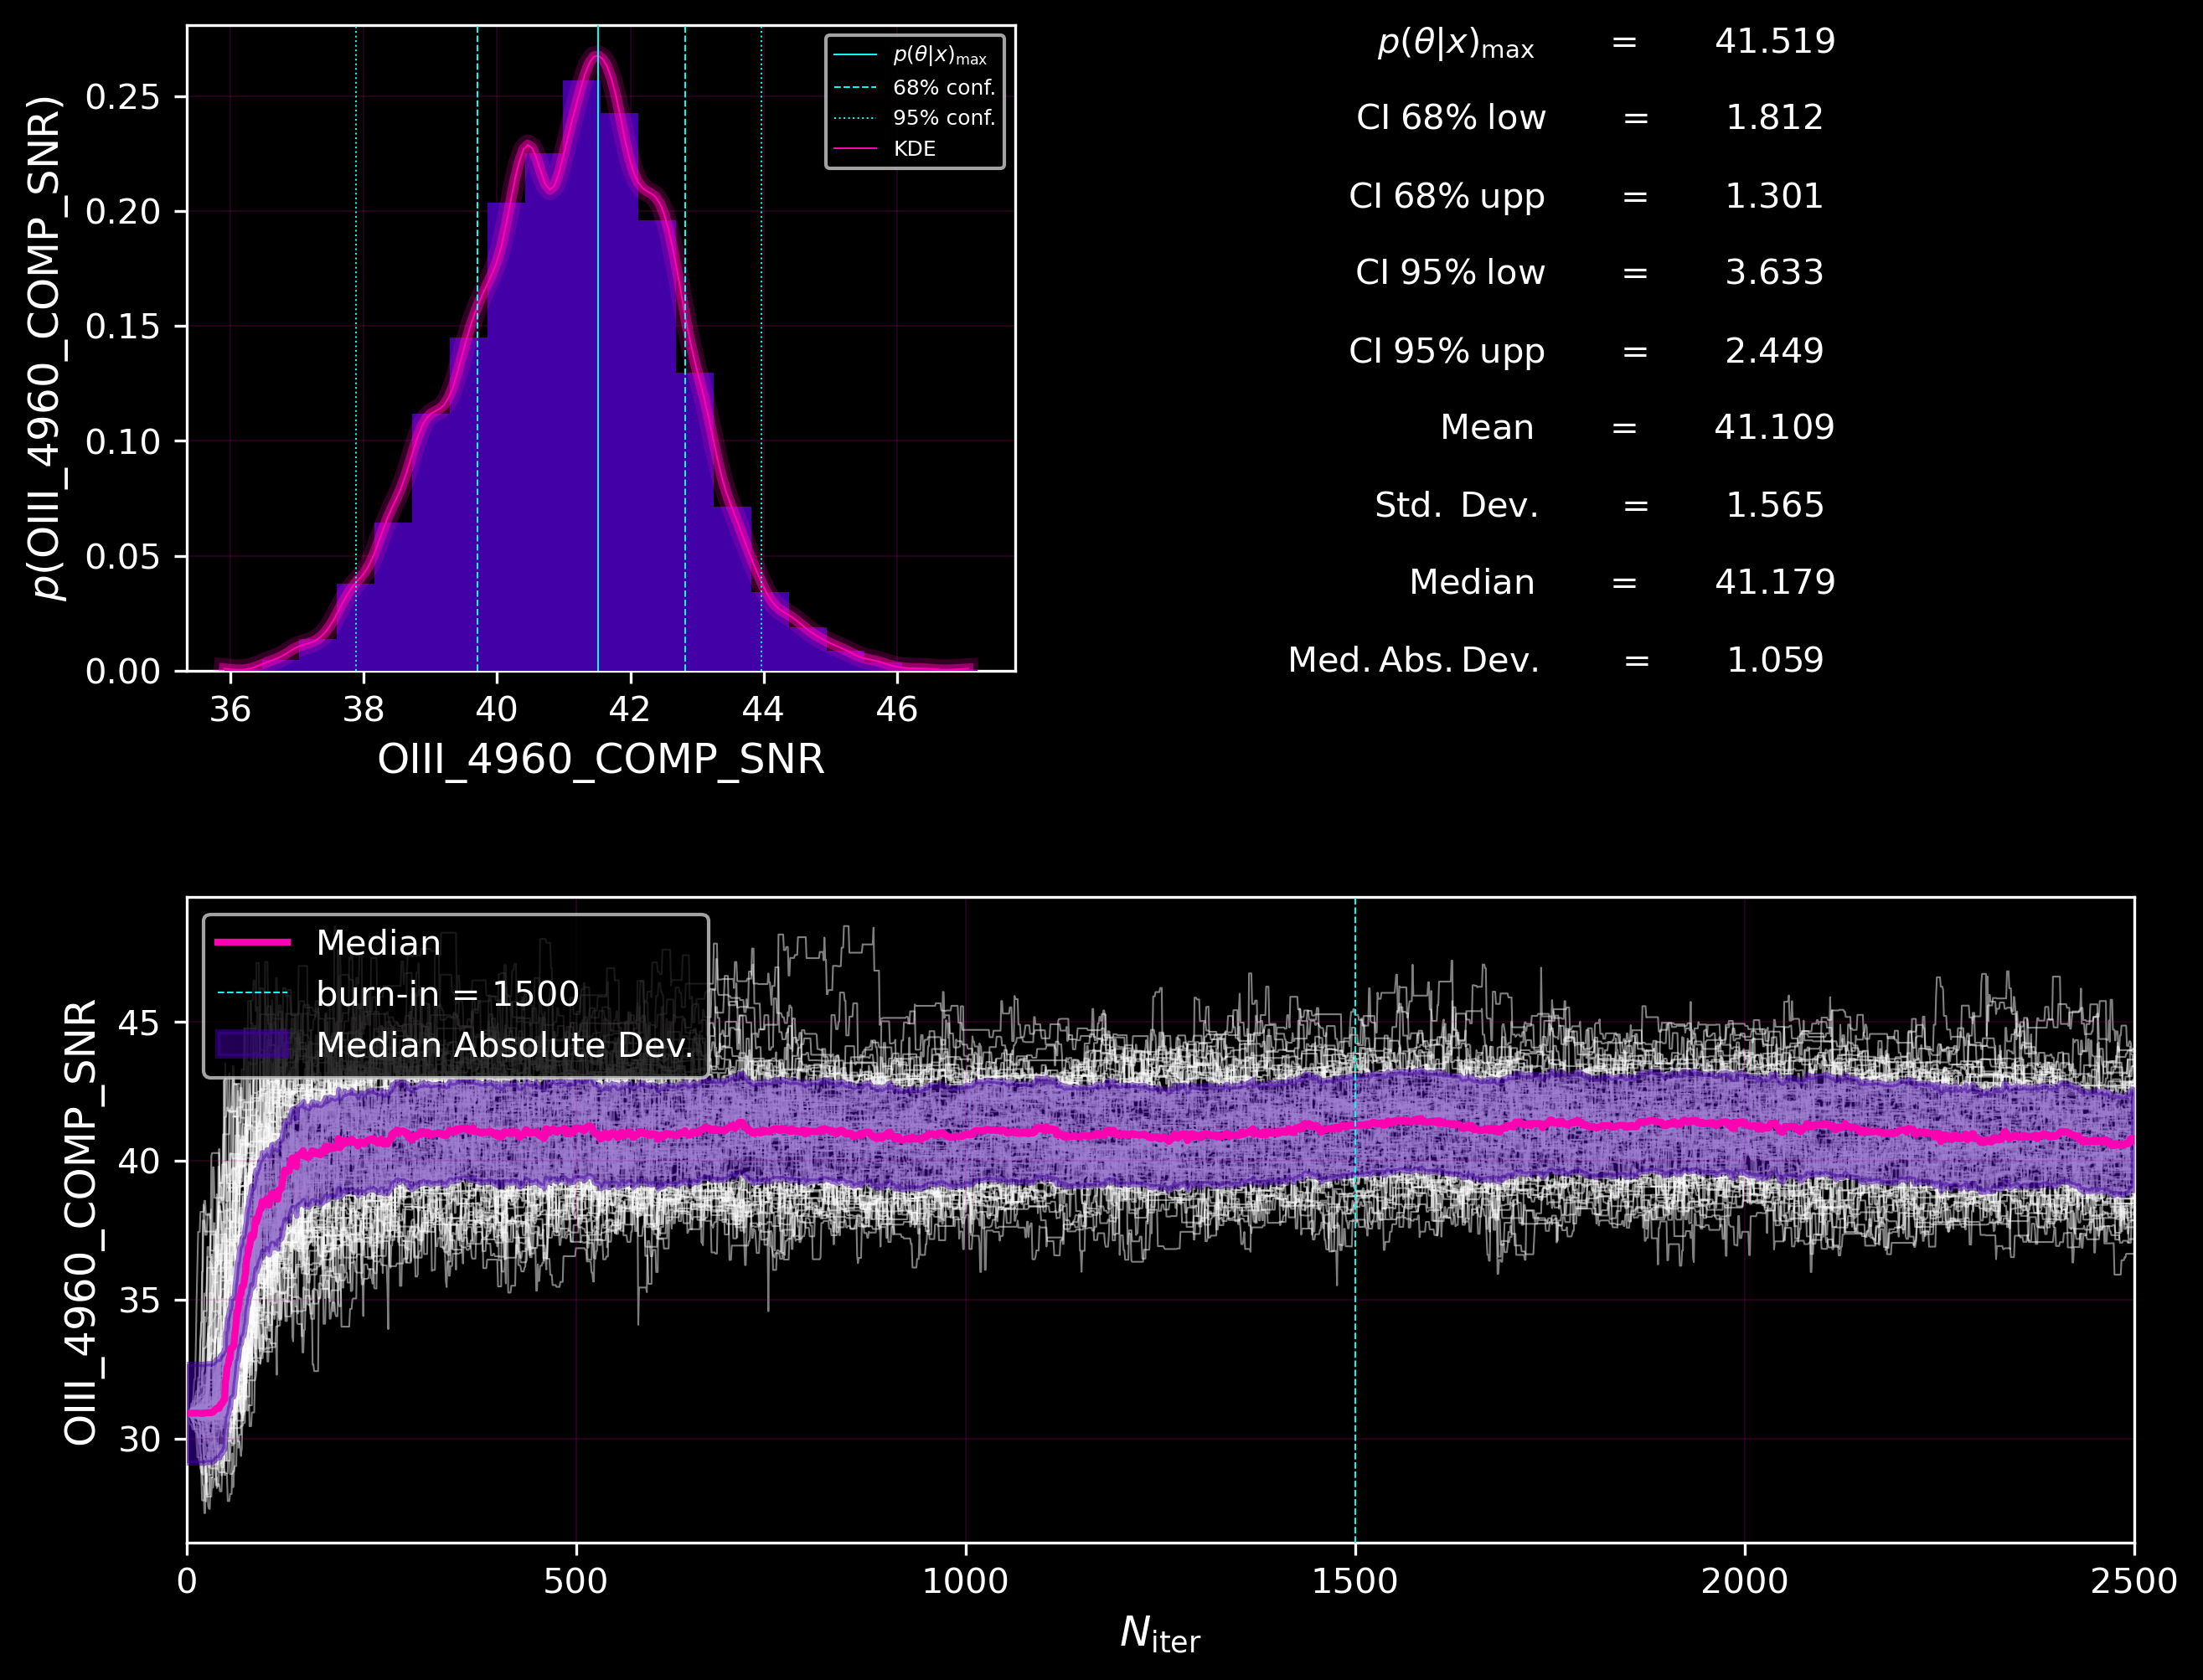 p(OIII_4960_COMP_SNR)
0.25
0.20
0.15
0.10
0.05
0.00
36 38 40 42 44 46
OIII_4960_COMP_SNR
p(θ|x)max
68% conf.
95% conf.
KDE
p(θ|x)max = 41.519
CI 68% low = 1.812
CI 68% upp = 1.301
CI 95% low = 3.633
CI 95% upp = 2.449
Mean = 41.109
Std. Dev. = 1.565
Median = 41.179
Med. Abs. Dev. = 1.059
OIII_4960_COMP_SNR
45
40
35
30
Median
burn-in = 1500
Median Absolute Dev.
0 500 1000 1500 2000 2500
Niter